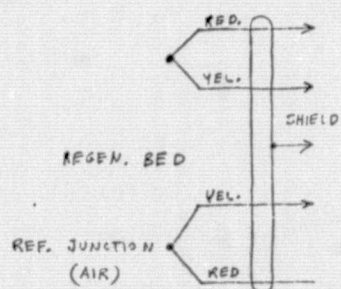 RED.
YEL.
SHIELD
REGEN. BED
YEL.
REF. JUNCTION
(AIR)
RED